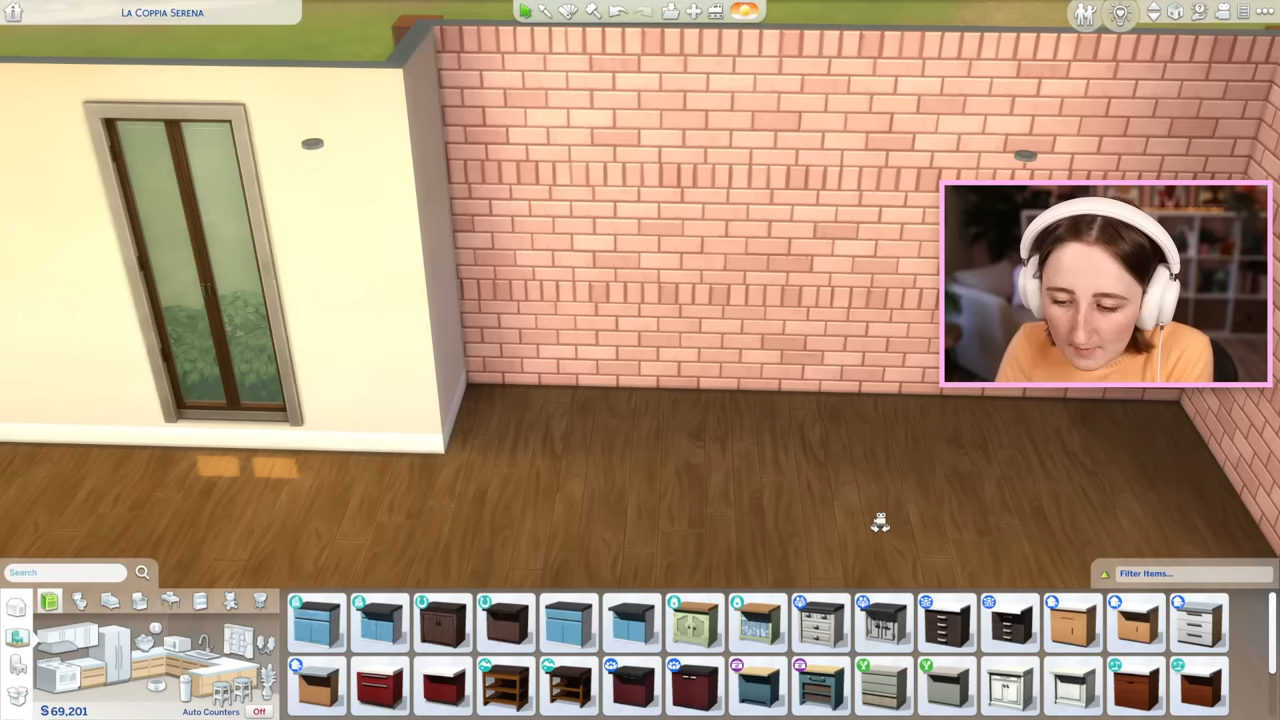 LA COPPIA SERENA
Search
Filter Items...
$69,201
Auto Counters
Off